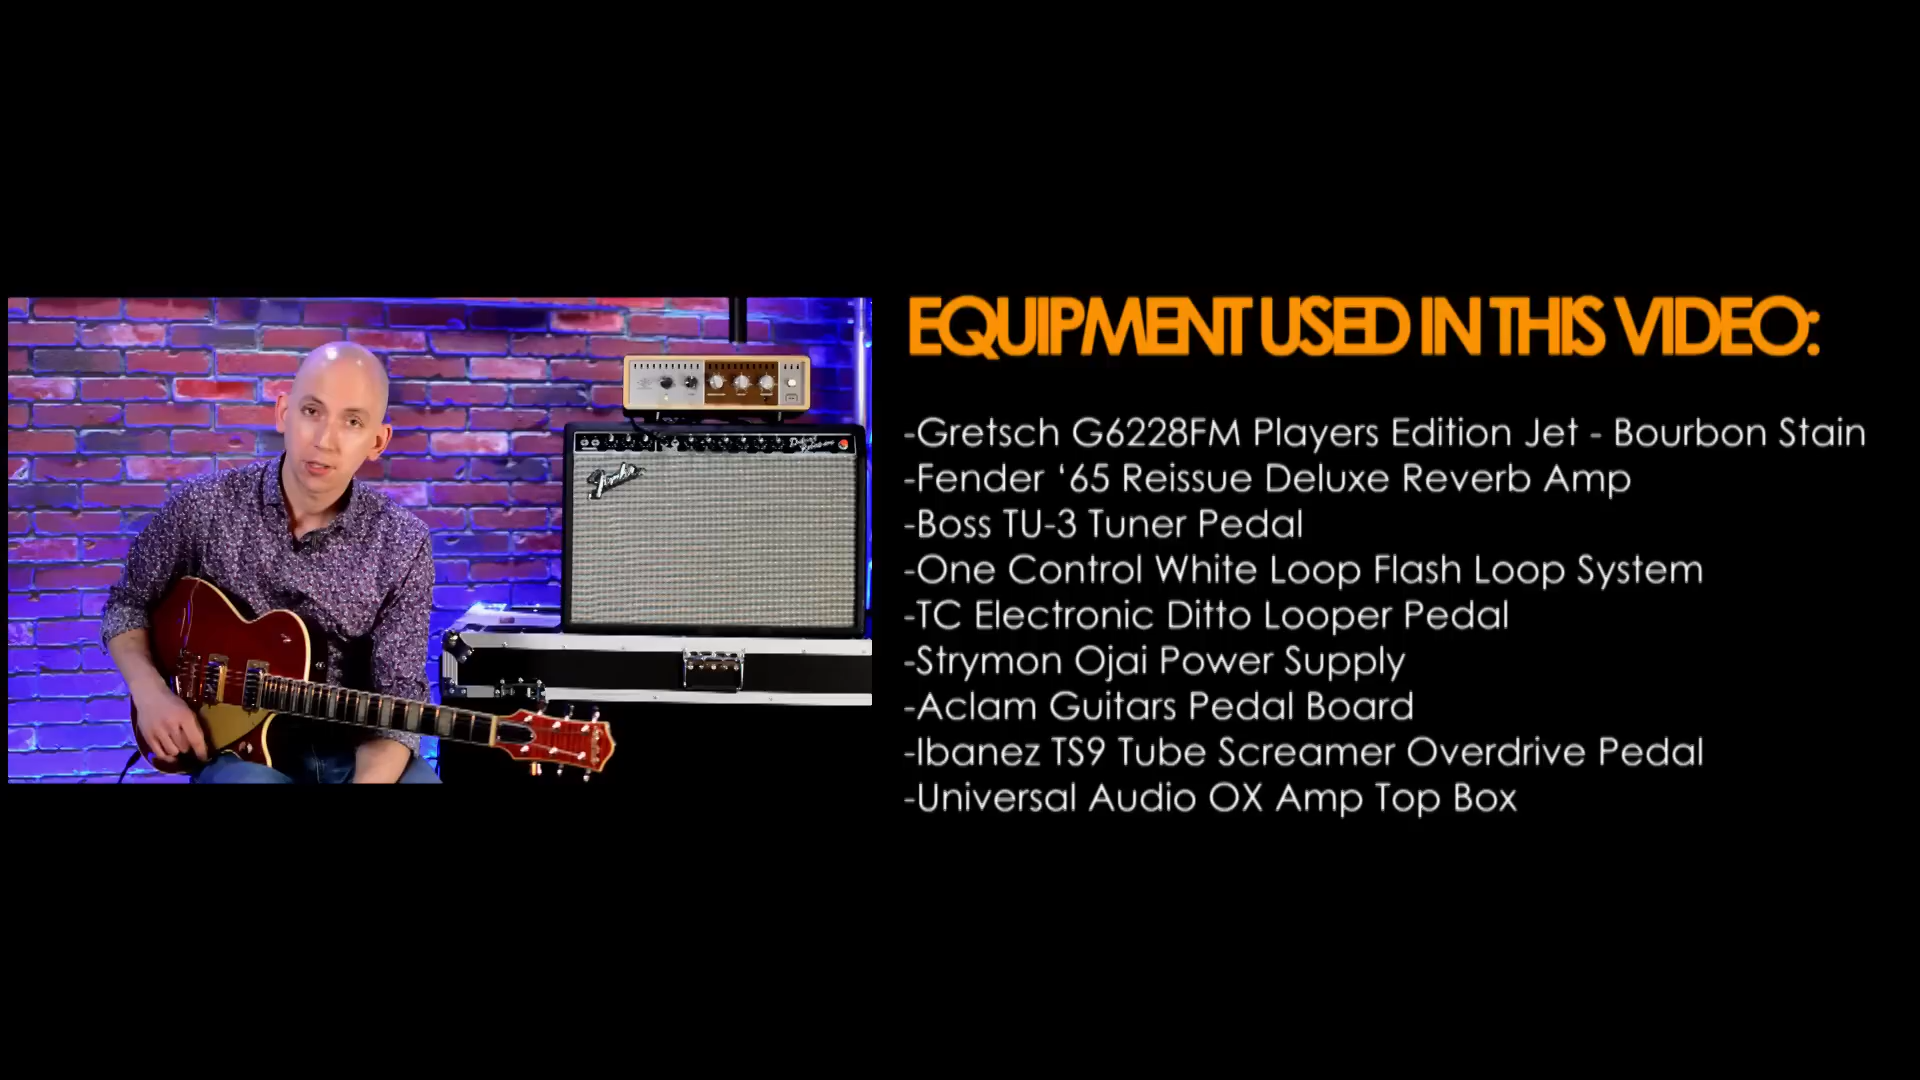 EQUIPMENT USED IN THIS VIDEO:
-Gretsch G6228FM Players Edition Jet - Bourbon Stain
-Fender ‘65 Reissue Deluxe Reverb Amp
-Boss TU-3 Tuner Pedal
-One Control White Loop Flash Loop System
-TC Electronic Ditto Looper Pedal
-Strymon Ojai Power Supply
-Aclam Guitars Pedal Board
-Ibanez TS9 Tube Screamer Overdrive Pedal
-Universal Audio OX Amp Top Box
Fender